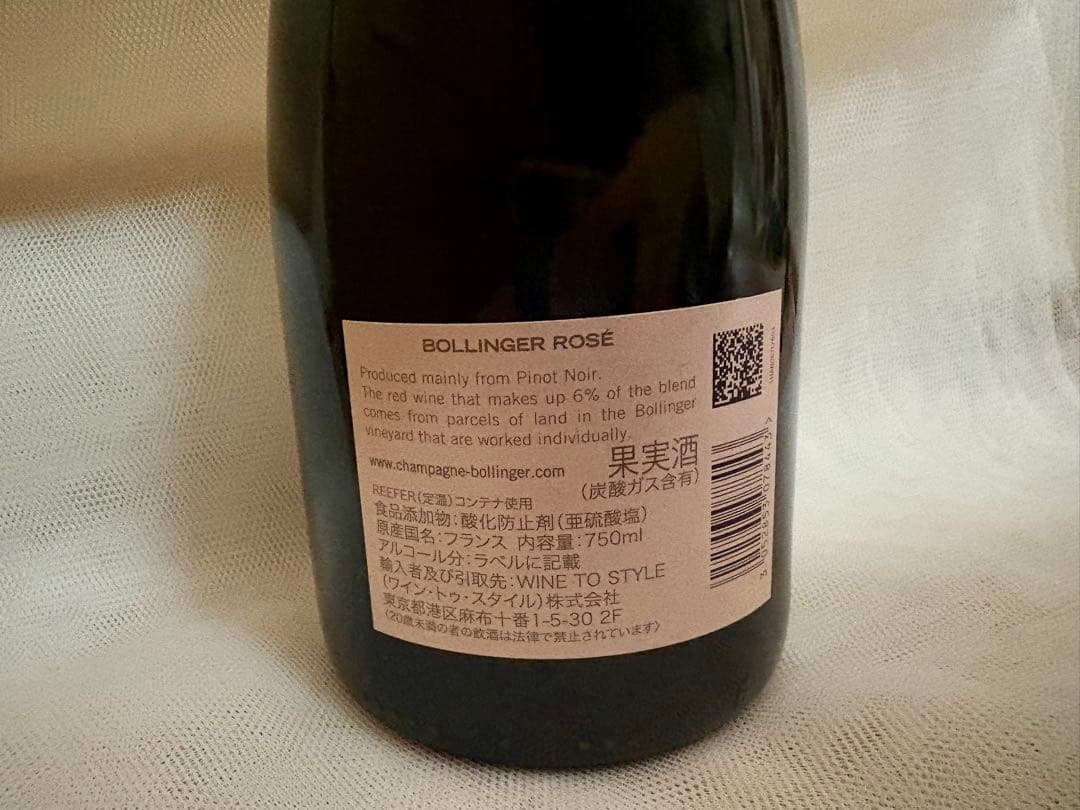 BOLLINGER ROSÉ
Produced mainly from Pinot Noir.
The red wine that makes up 6% of the blend
comes from parcels of land in the Bollinger
vineyard that are worked individually.
www.champagne-bollinger.com
果実酒
(炭酸ガス含有)
REEFER(定温)コンテナ使用
食品添加物:酸化防止剤(亜硫酸塩)
原産国名:フランス 内容量:750ml
アルコール分:ラベルに記載
輸入者及び引取先:WINE TO STYLE
(ワイン・トゥ・スタイル)株式会社
東京都港区麻布十番1-5-30 2F
〈20歳未満の者の飲酒は法律で禁止されています〉
3 052853 078443 >